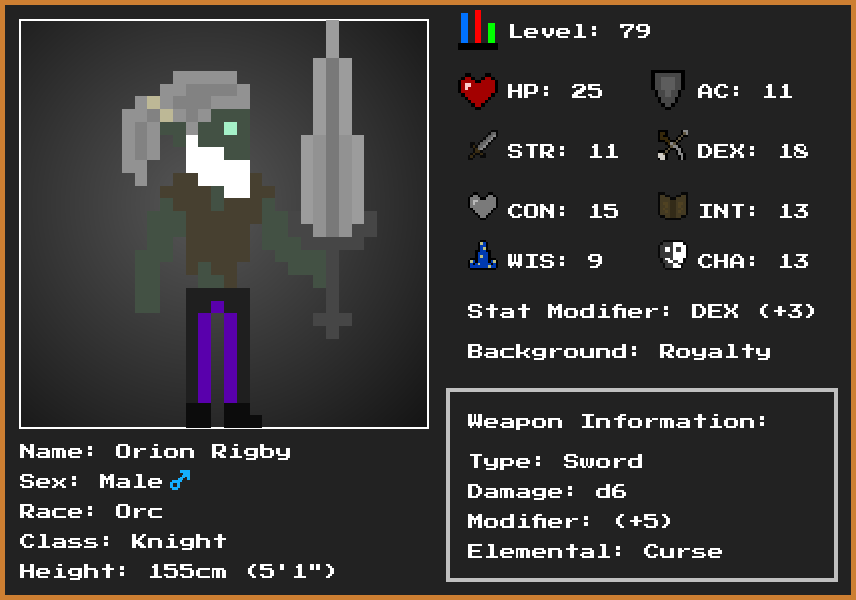 Level: 79
HP: 25
AC: 11
STR: 11
DEX: 18
CON: 15
INT: 13
WIS: 9
CHA: 13
Stat Modifier: DEX (+3)
Background: Royalty
Weapon Information:
Type: Sword
Damage: d6
Modifier: (+5)
Elemental: Curse
Name: Orion Rigby
Sex: Male♂
Race: Orc
Class: Knight
Height: 155cm (5'1")